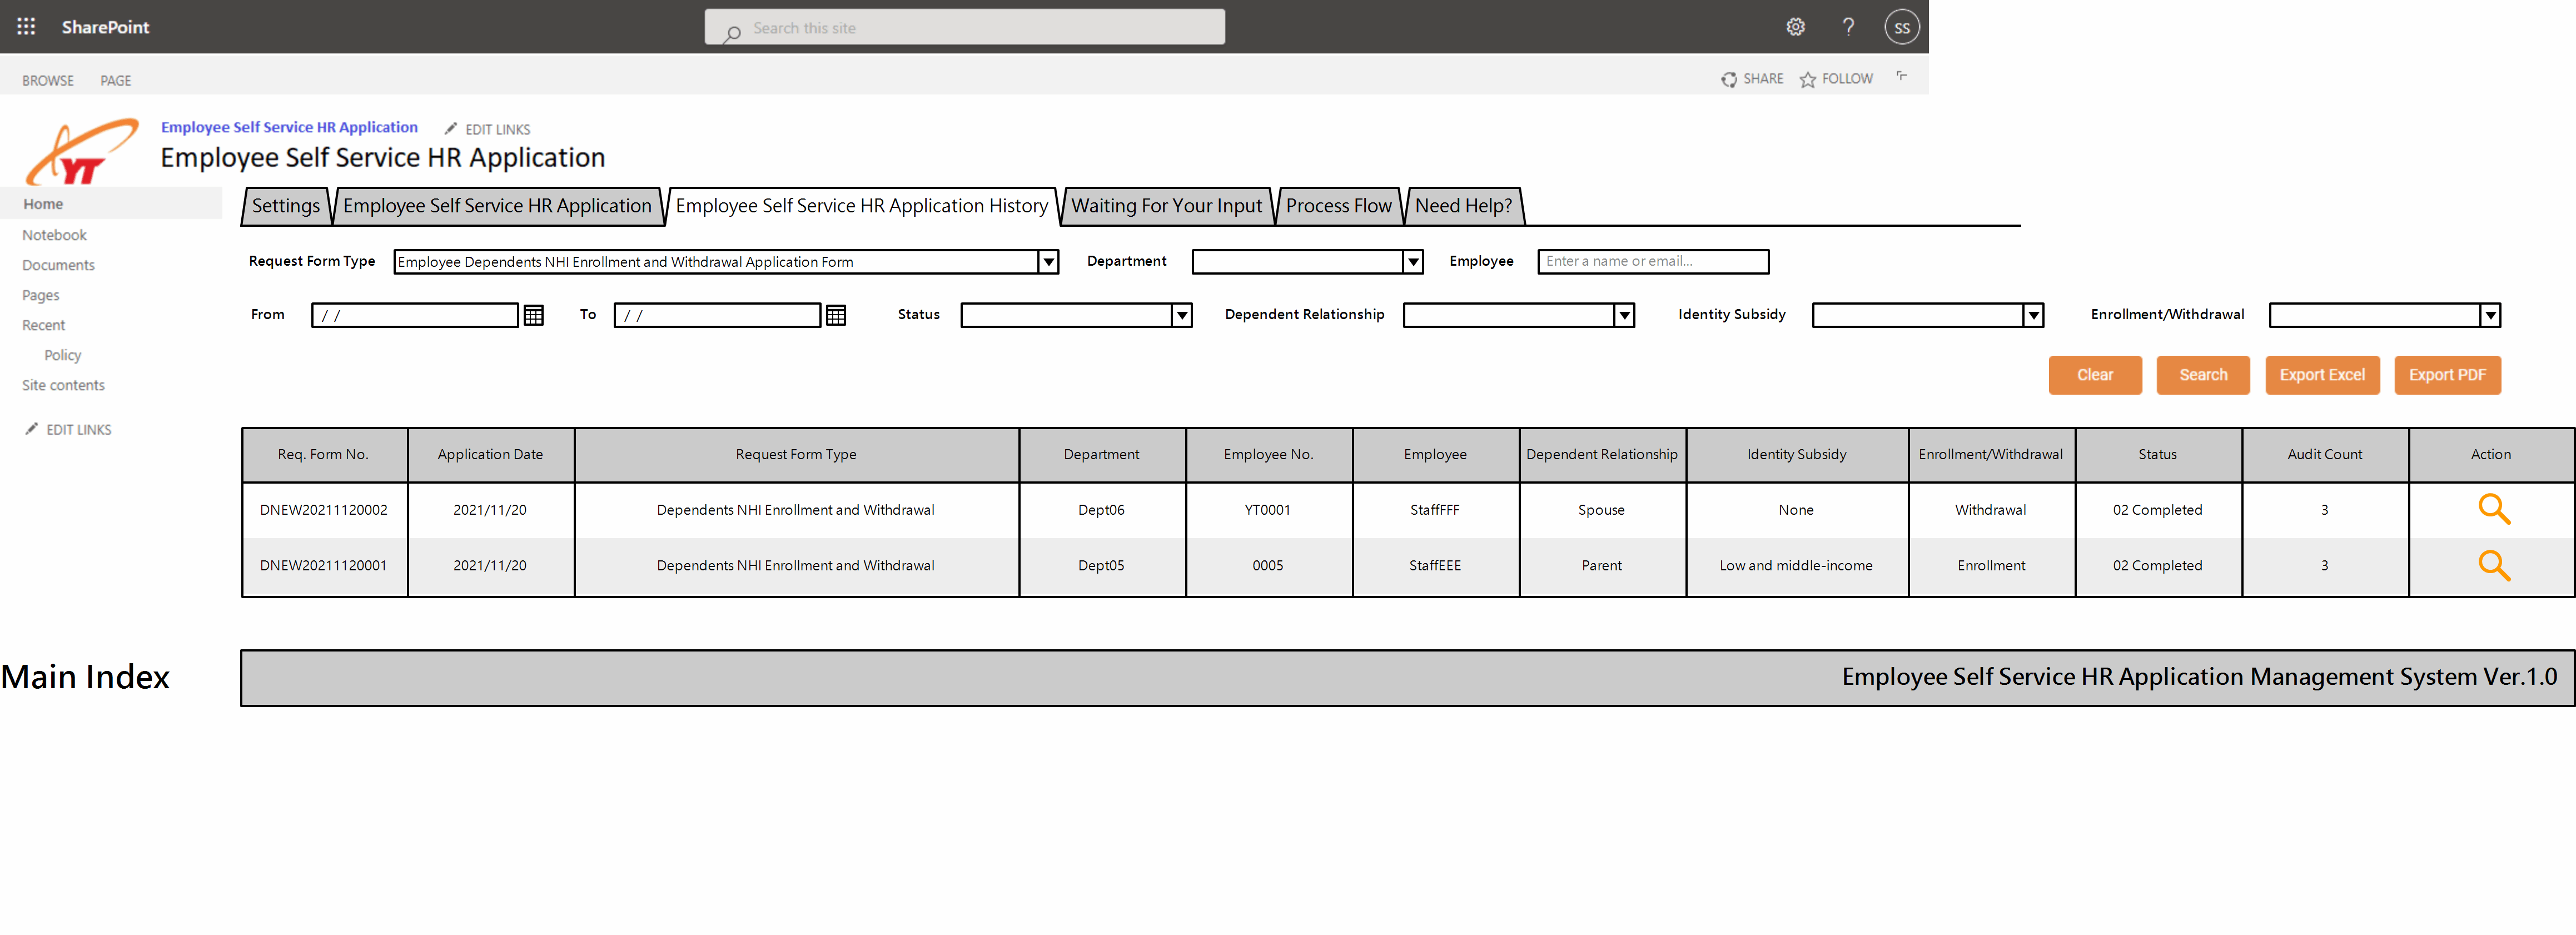 SharePoint
Search this site
SS
BROWSE PAGE
SHARE FOLLOW
YT
Employee Self Service HR Application EDIT LINKS
Employee Self Service HR Application
Home
Notebook
Documents
Pages
Recent
Policy
Site contents
EDIT LINKS
Settings Employee Self Service HR Application Employee Self Service HR Application History Waiting For Your Input Process Flow Need Help?
Request Form Type Employee Dependents NHI Enrollment and Withdrawal Application Form Department Employee Enter a name or email...
From / / To / / Status Dependent Relationship Identity Subsidy Enrollment/Withdrawal
Clear Search Export Excel Export PDF
Req. Form No. Application Date Request Form Type Department Employee No. Employee Dependent Relationship Identity Subsidy Enrollment/Withdrawal Status Audit Count Action
DNEW20211120002 2021/11/20 Dependents NHI Enrollment and Withdrawal Dept06 YT0001 StaffFFF Spouse None Withdrawal 02 Completed 3
DNEW20211120001 2021/11/20 Dependents NHI Enrollment and Withdrawal Dept05 0005 StaffEEE Parent Low and middle-income Enrollment 02 Completed 3
Main Index
Employee Self Service HR Application Management System Ver.1.0